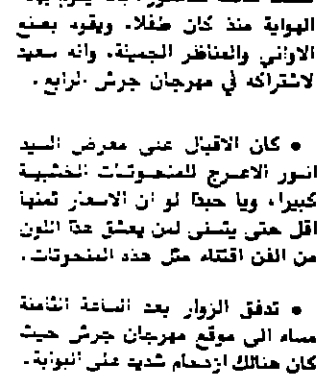 الهواية منذ كان طفلا. ويقوم بصنع
الاواني والمناظر الجميلة. وانه سعيد
لاشتراكه في مهرجان جرش الرابع.
● كان الاقبال على معرض السيد
انور الاعرج للمنحوتات الخشبية
كبيرا، ويا حبذا لو ان الاسعار ثمنها
اقل حتى يتسنى لمن يعشق هذا اللون
من الفن اقتناء مثل هذه المنحوتات.
● تدفق الزوار بعد الساعة الثامنة
مساء الى موقع مهرجان جرش حيث
كان هنالك ازدحام شديد على البوابة.